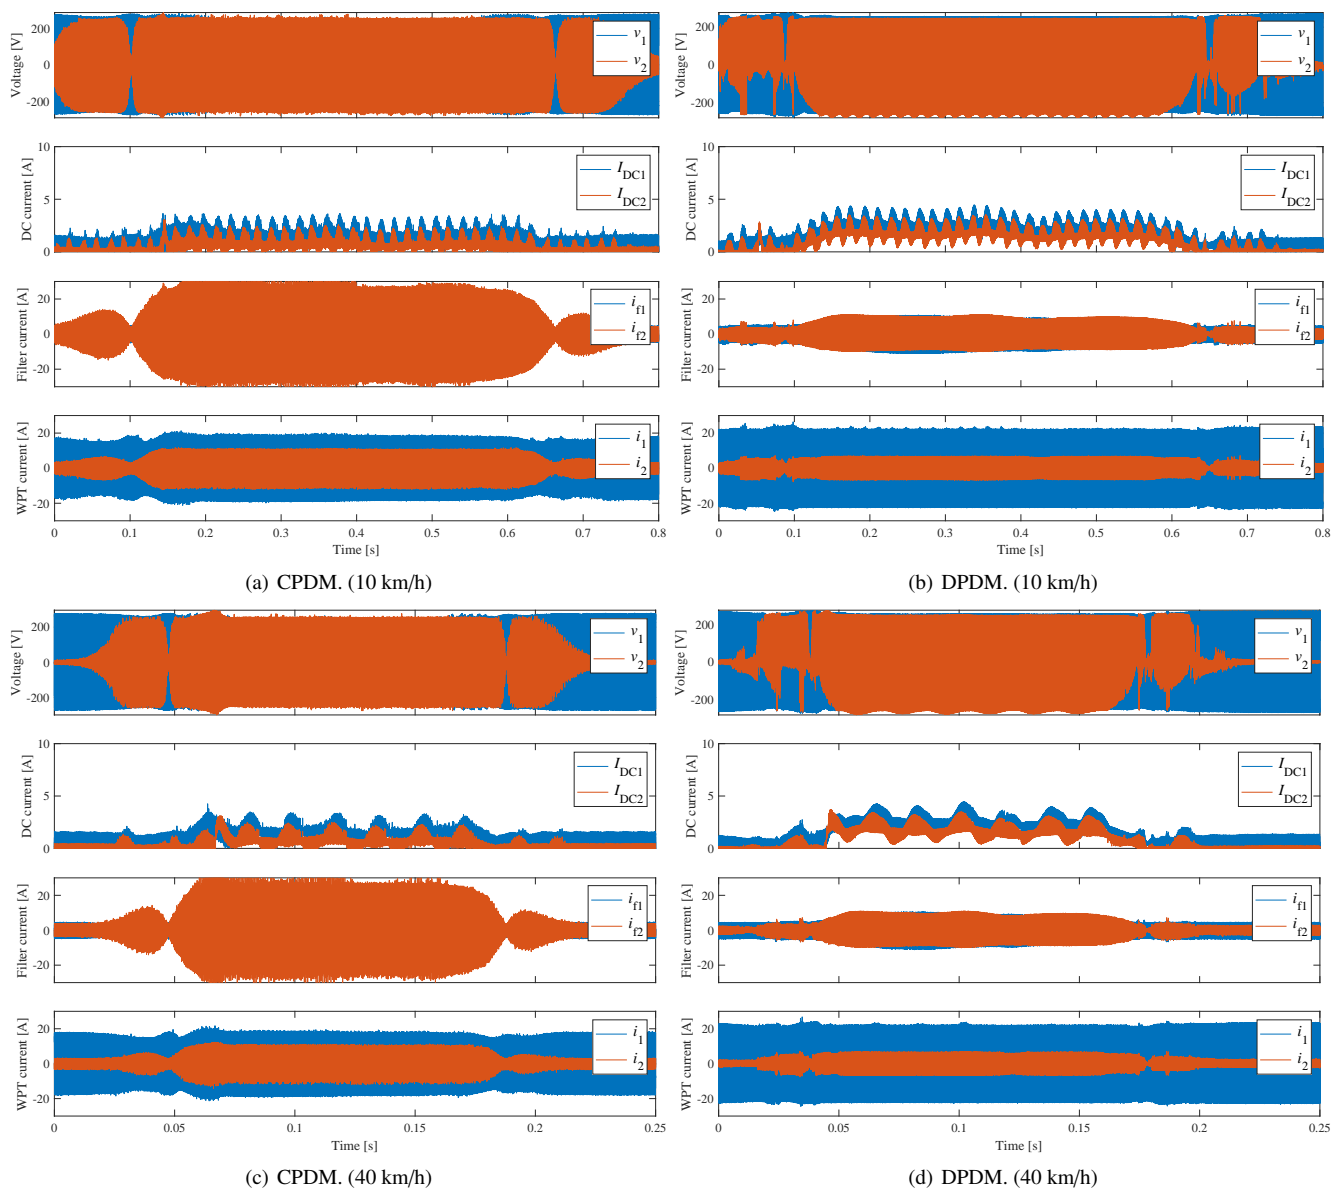 Voltage [V]
200
0
-200
v1
v2
DC current [A]
10
5
0
IDC1
IDC2
Filter current [A]
20
0
-20
if1
if2
WPT current [A]
20
0
-20
i1
i2
0 0.1 0.2 0.3 0.4 0.5 0.6 0.7 0.8
Time [s]
(a) CPDM. (10 km/h)
Voltage [V]
200
0
-200
v1
v2
DC current [A]
10
5
0
IDC1
IDC2
Filter current [A]
20
0
-20
if1
if2
WPT current [A]
20
0
-20
i1
i2
0 0.1 0.2 0.3 0.4 0.5 0.6 0.7 0.8
Time [s]
(b) DPDM. (10 km/h)
Voltage [V]
200
0
-200
v1
v2
DC current [A]
10
5
0
IDC1
IDC2
Filter current [A]
20
0
-20
if1
if2
WPT current [A]
20
0
-20
i1
i2
0 0.05 0.1 0.15 0.2 0.25
Time [s]
(c) CPDM. (40 km/h)
Voltage [V]
200
0
-200
v1
v2
DC current [A]
10
5
0
IDC1
IDC2
Filter current [A]
20
0
-20
if1
if2
WPT current [A]
20
0
-20
i1
i2
0 0.05 0.1 0.15 0.2 0.25
Time [s]
(d) DPDM. (40 km/h)